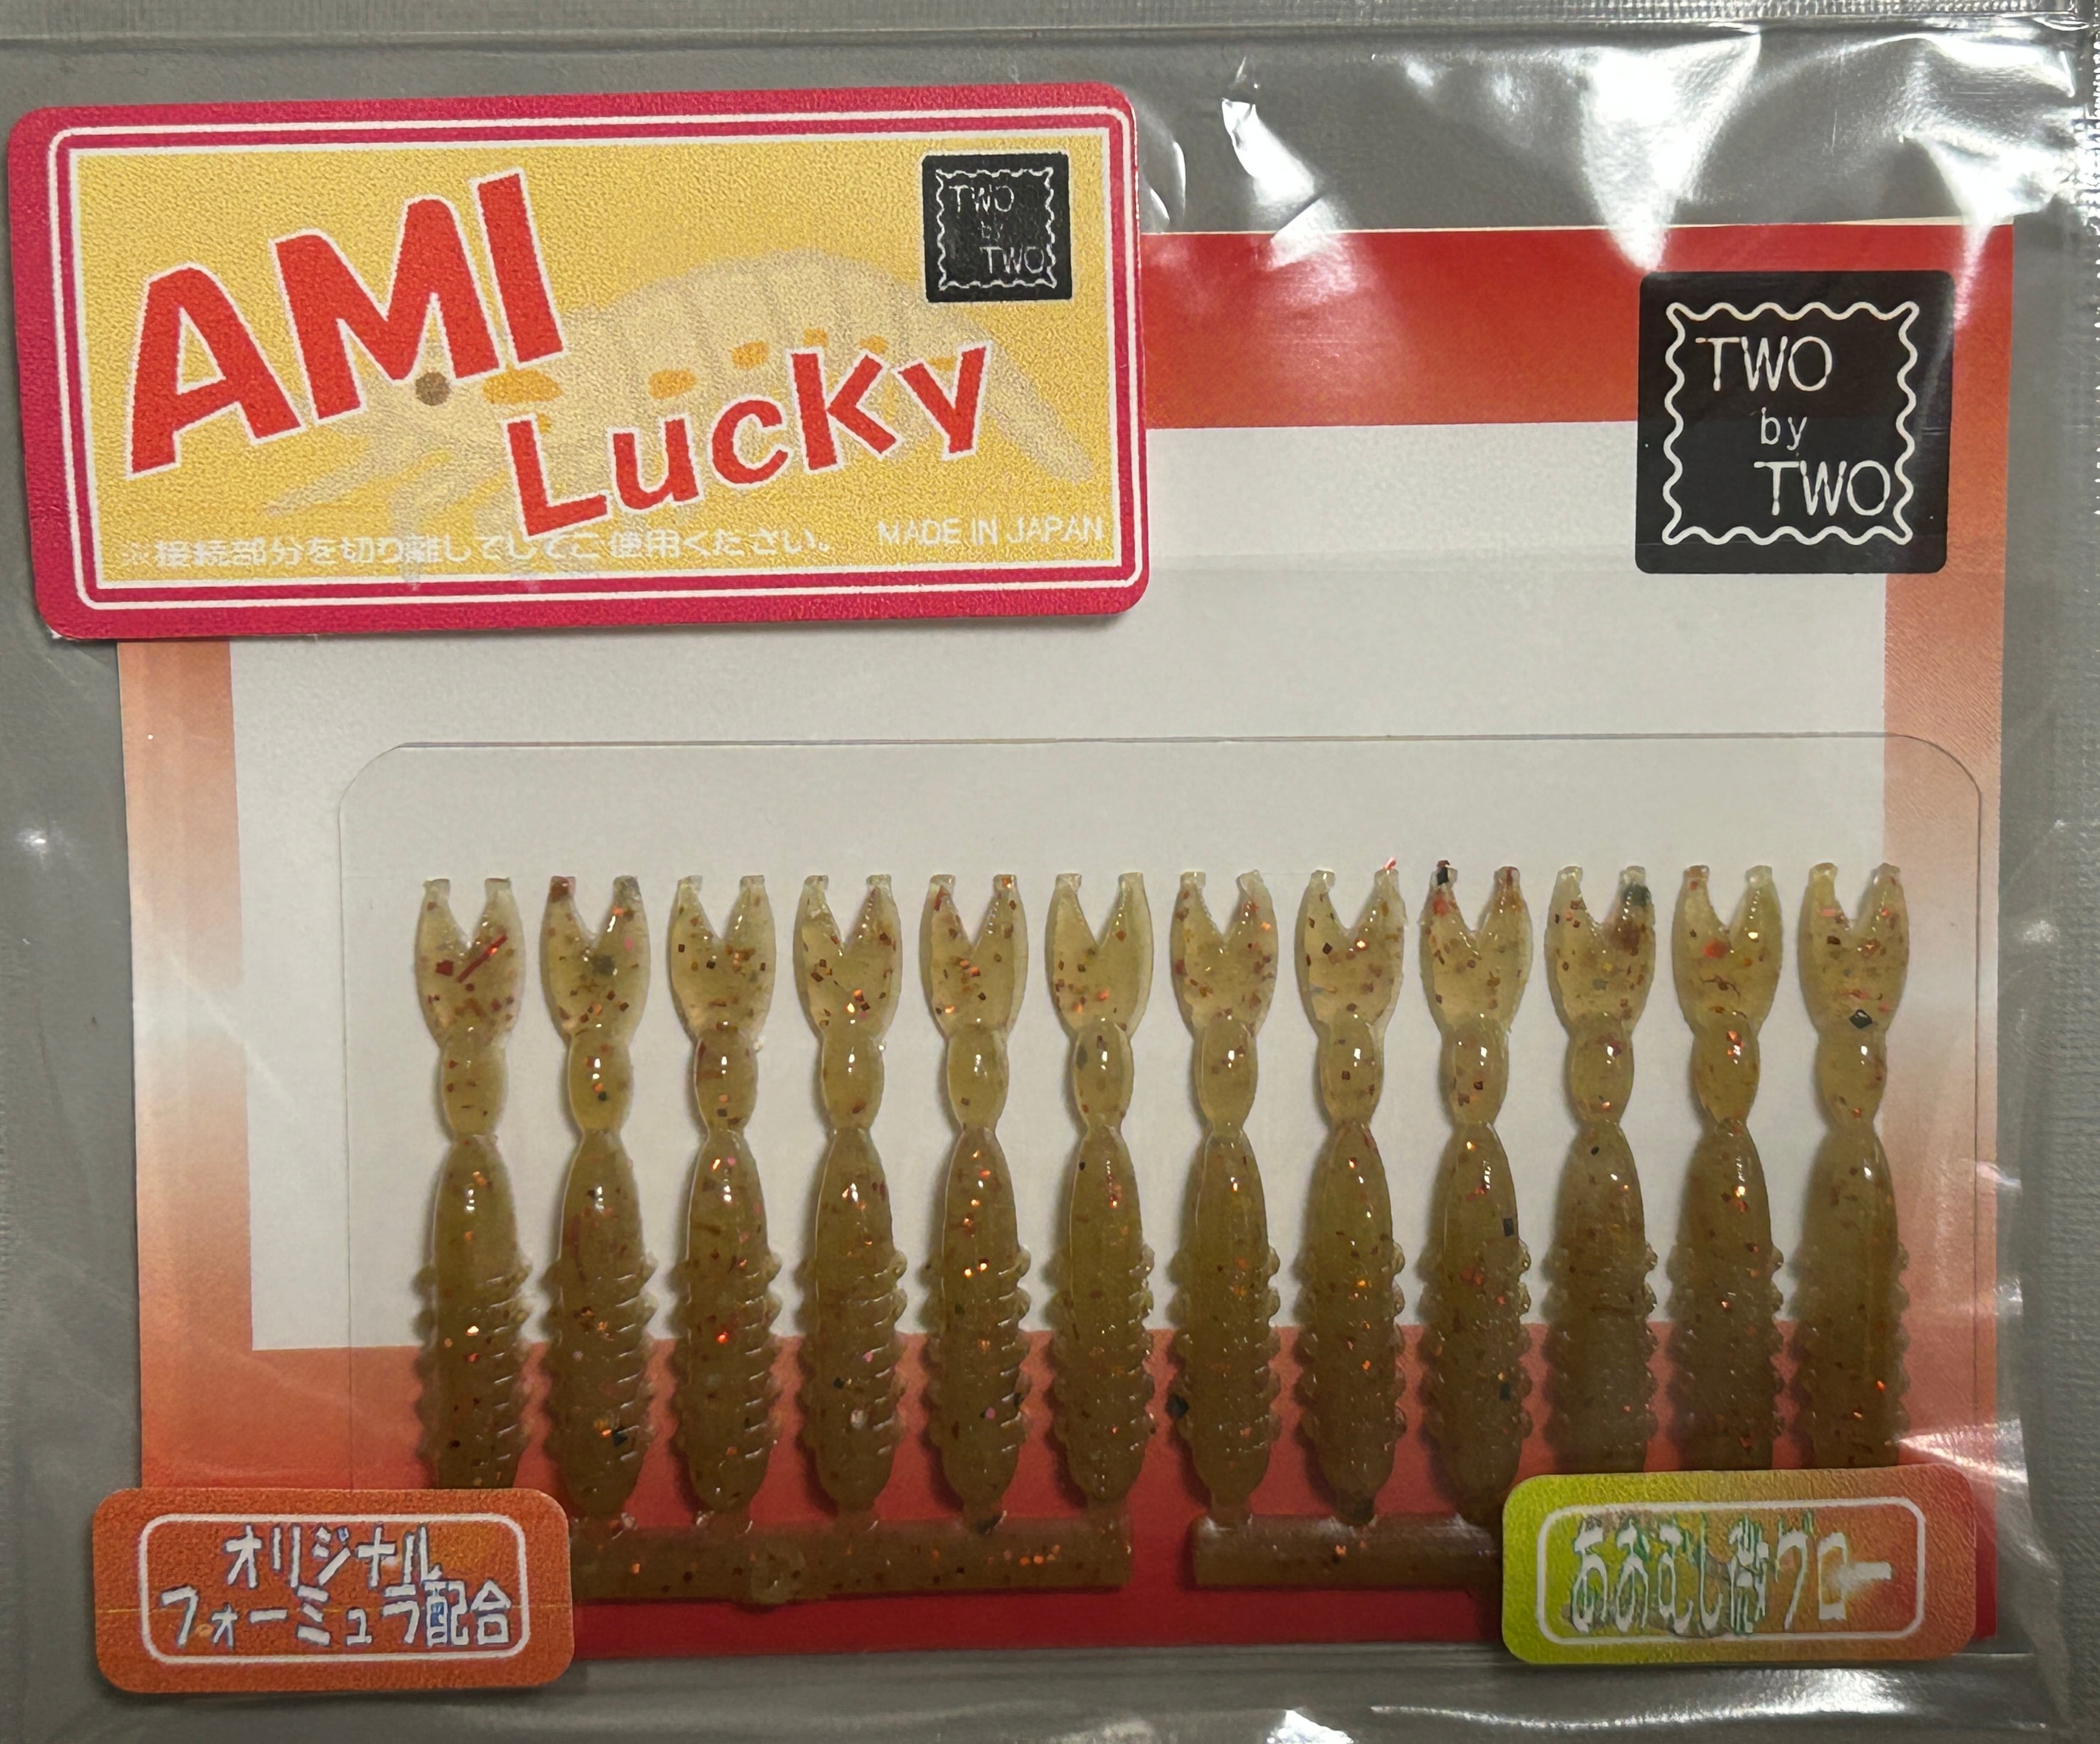 AMI
Lucky
TWO
by
TWO
※接続部分を切り離してしてご使用ください。 MADE IN JAPAN
TWO
by
TWO
オリジナル
フォーミュラ配合
おおむし微グロー